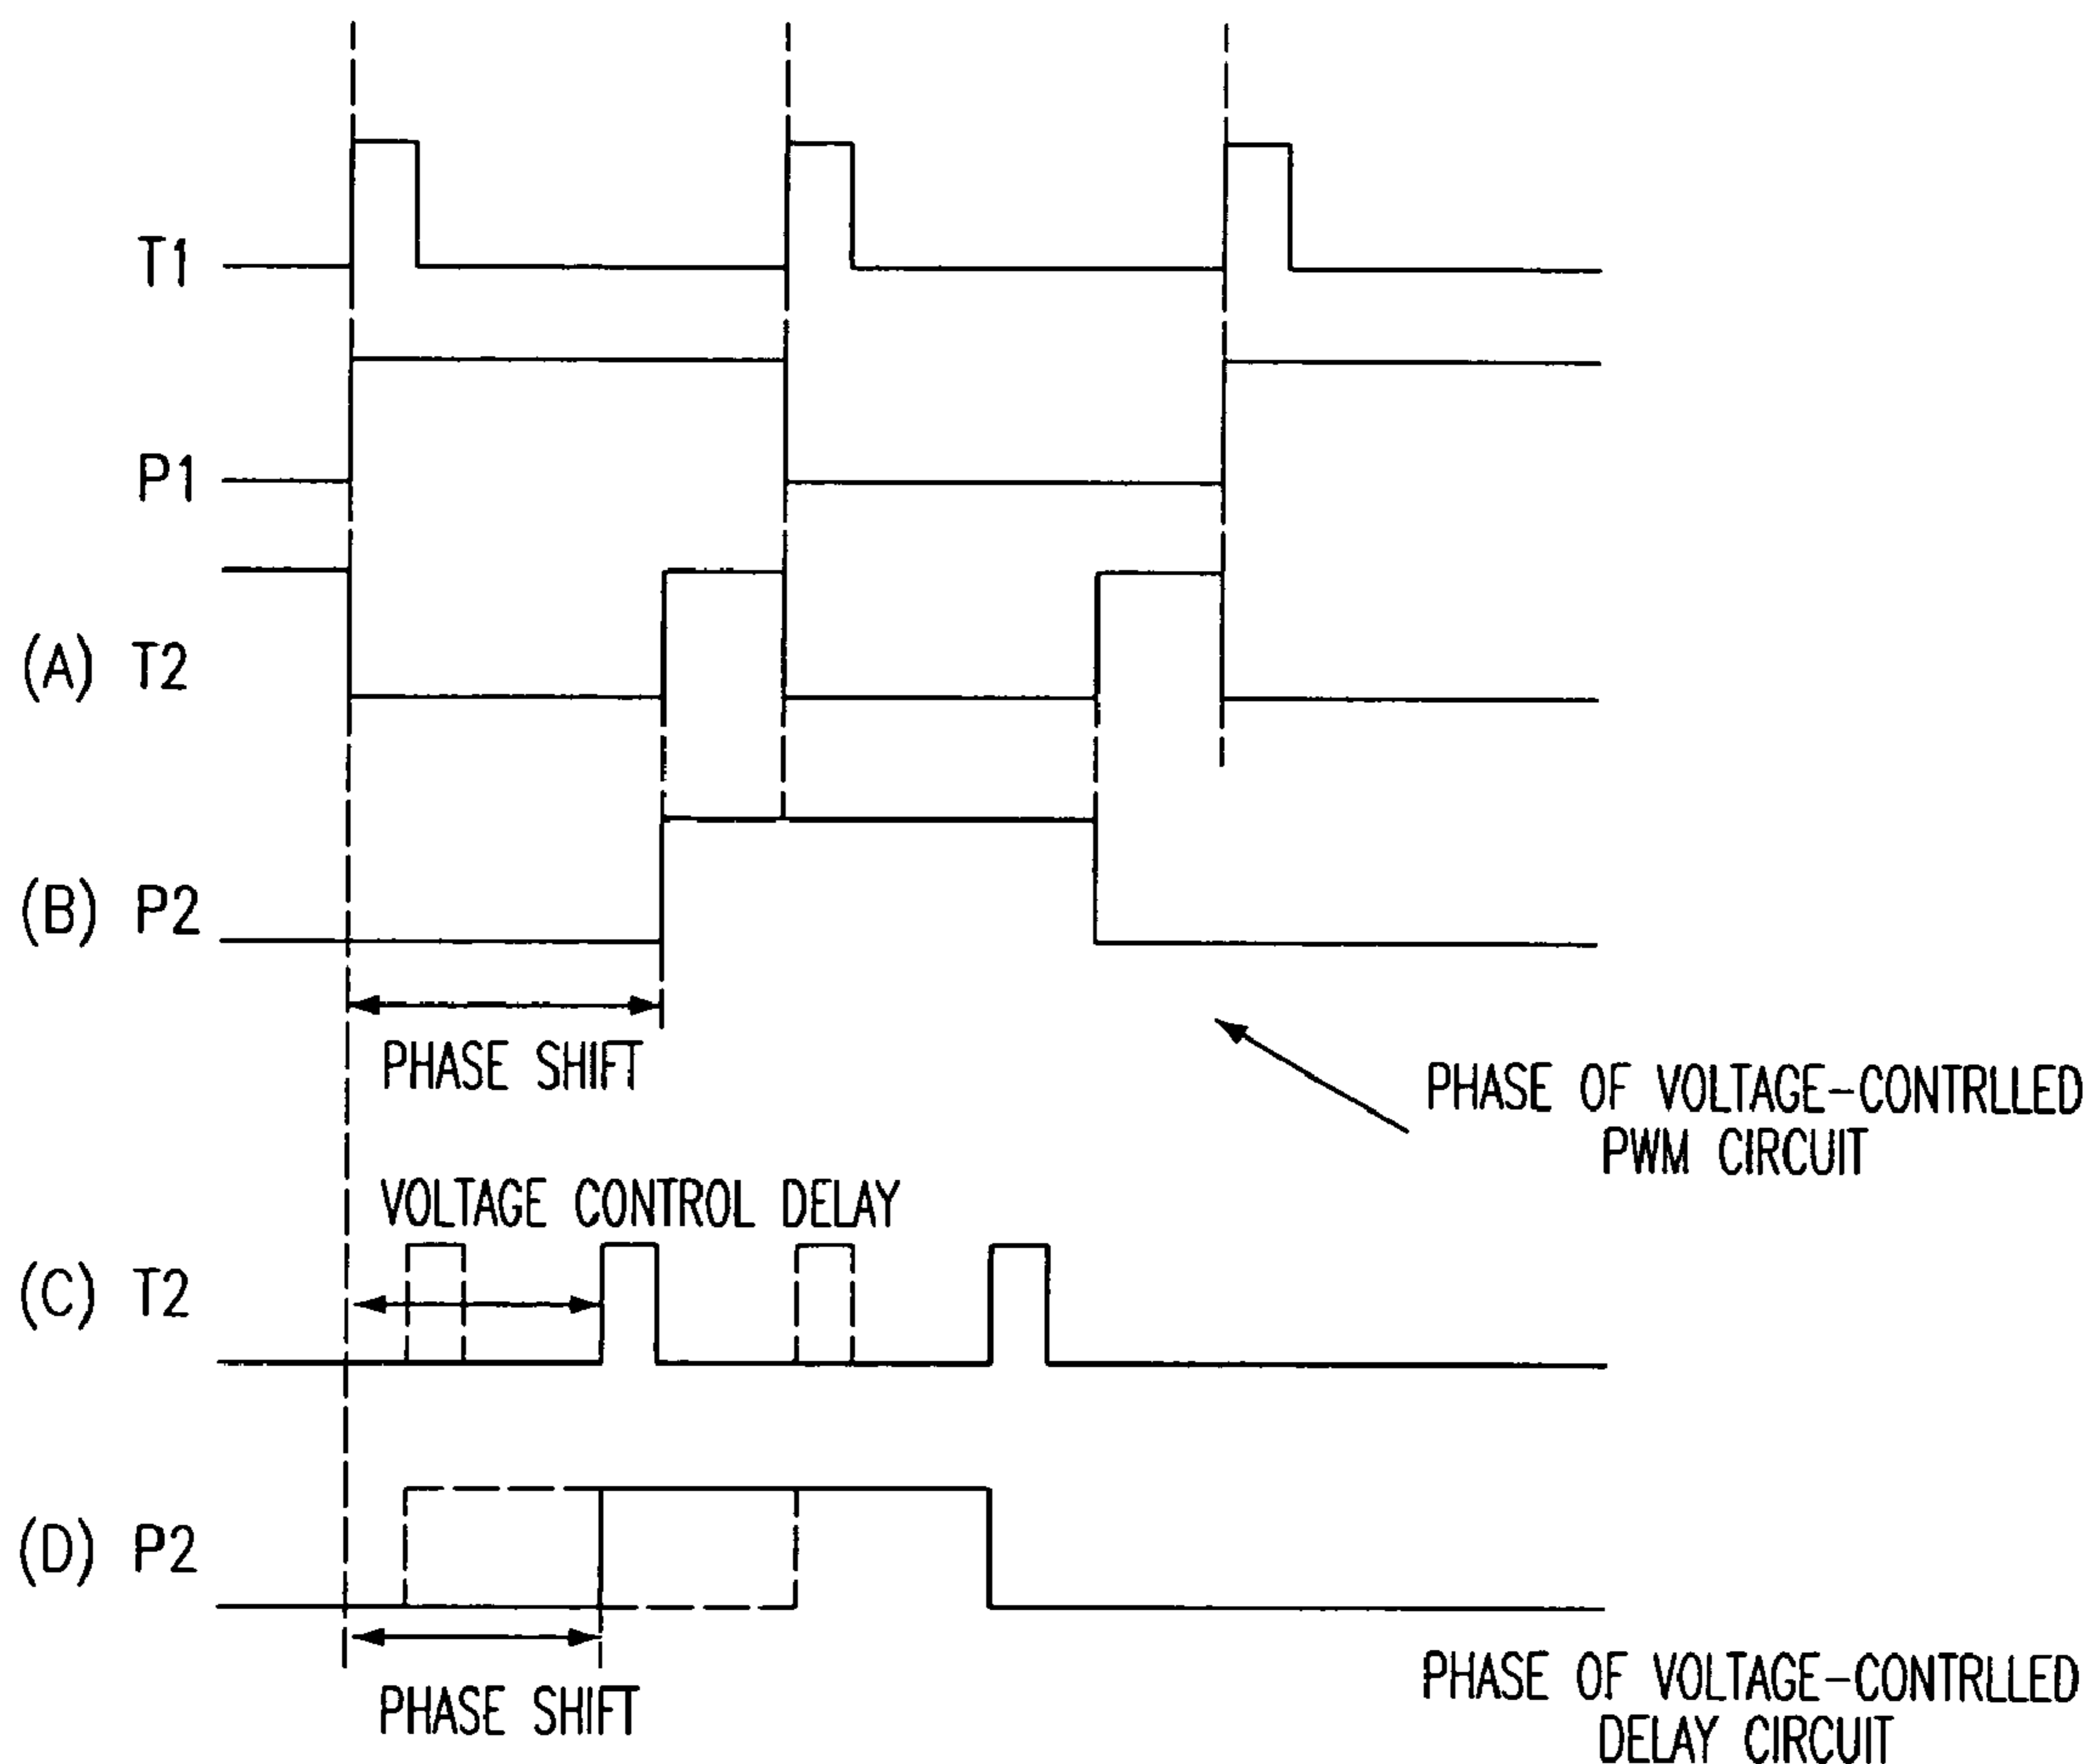 T1
P1
(A) T2
(B) P2
PHASE SHIFT
PHASE OF VOLTAGE-CONTRLLED
PWM CIRCUIT
VOLTAGE CONTROL DELAY
(C) T2
(D) P2
PHASE SHIFT
PHASE OF VOLTAGE-CONTRLLED
DELAY CIRCUIT